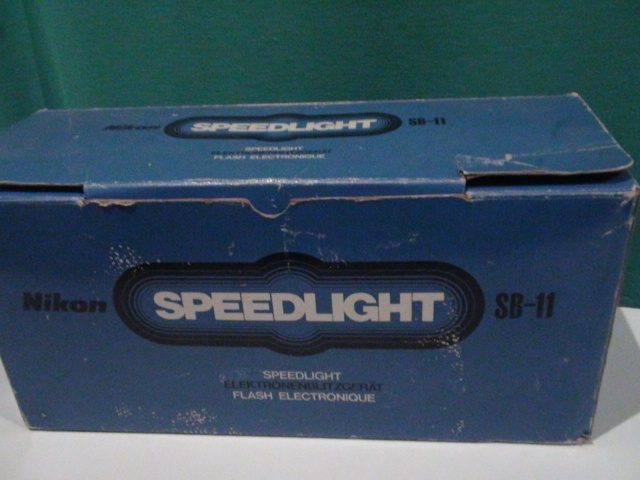 Nikon SPEEDLIGHT SB-11
SPEEDLIGHT
ELEKTRONENBLITZGERÄT
FLASH ELECTRONIQUE
Nikon SPEEDLIGHT SB-11
SPEEDLIGHT
ELEKTRONENBLITZGERÄT
FLASH ELECTRONIQUE